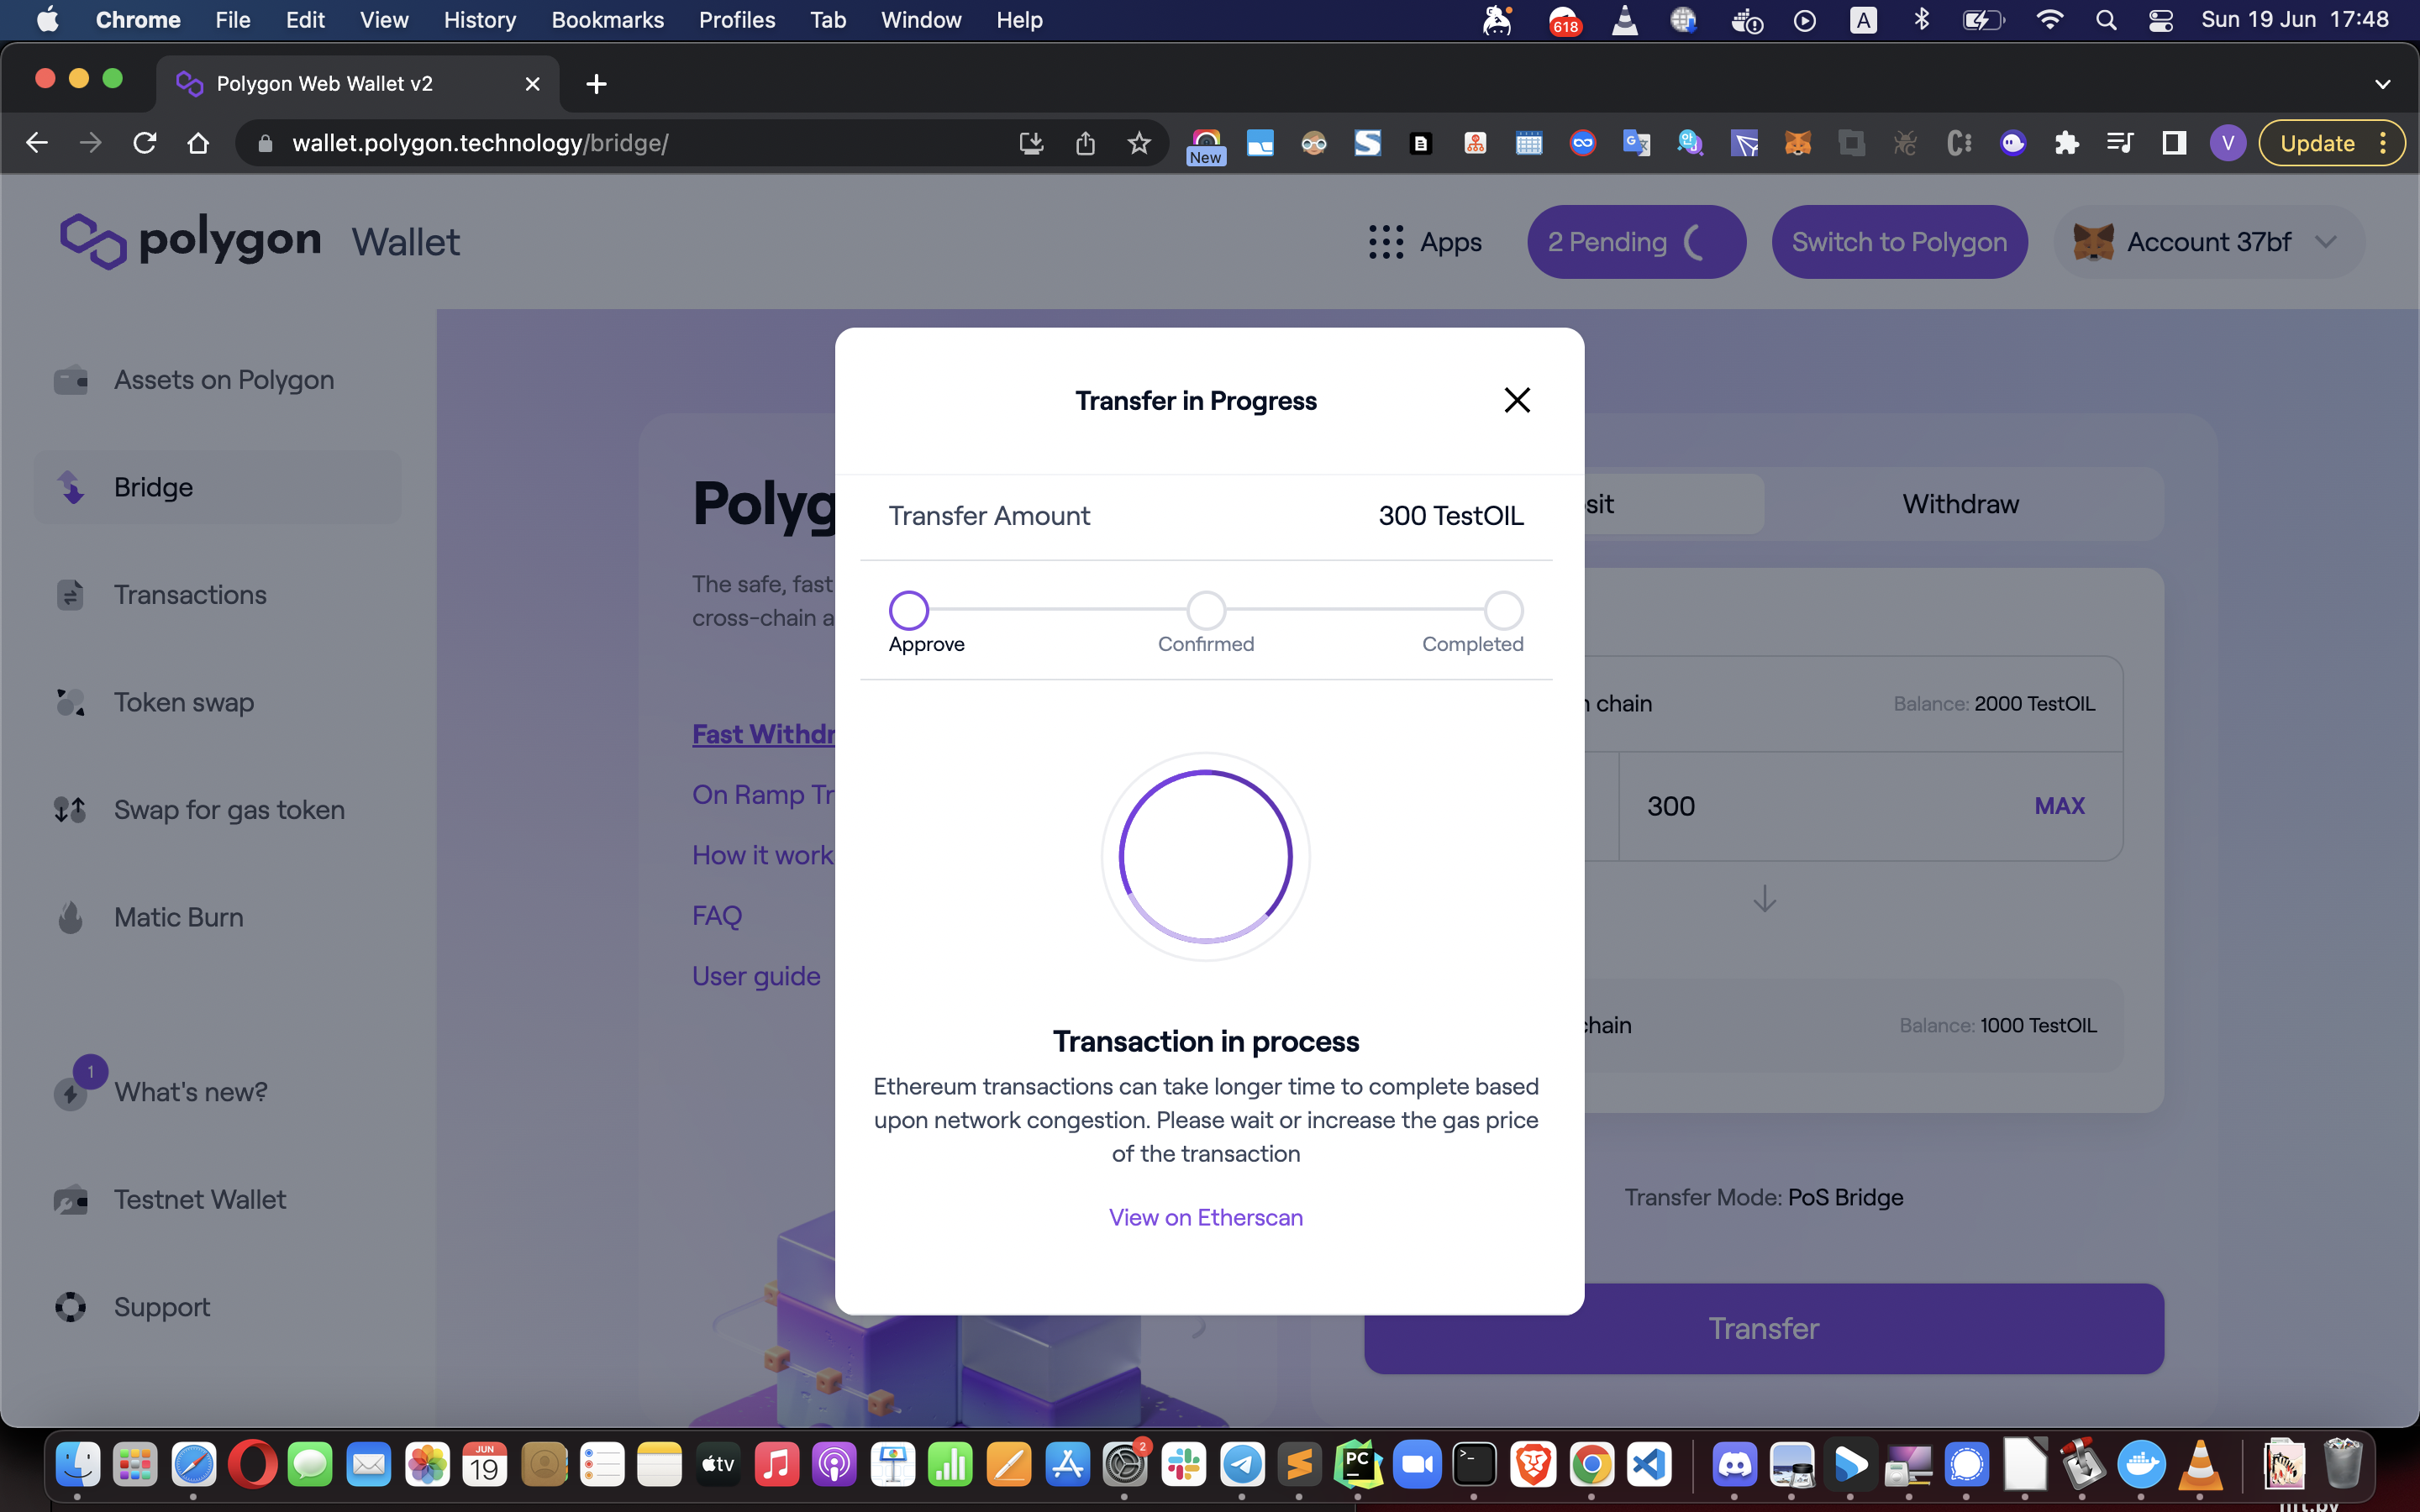 Chrome File Edit View History Bookmarks Profiles Tab Window Help
618
A
Sun 19 Jun 17:48
Polygon Web Wallet v2
wallet.polygon.technology/bridge/
New
V
Update
polygon Wallet
Apps
2 Pending
Switch to Polygon
Account 37bf
Assets on Polygon
Bridge
Transactions
Token swap
Swap for gas token
Matic Burn
1
What's new?
Testnet Wallet
Support
Polyg
The safe, fast
cross-chain a
Fast Withdr
On Ramp Tr
How it work
FAQ
User guide
Transfer in Progress
Transfer Amount 300 TestOIL
Approve Confirmed Completed
Transaction in process
Ethereum transactions can take longer time to complete based
upon network congestion. Please wait or increase the gas price
of the transaction
View on Etherscan
sit
Withdraw
chain
Balance: 2000 TestOIL
300
MAX
chain
Balance: 1000 TestOIL
Transfer Mode: PoS Bridge
Transfer
JUN
19
tv
2
PC
nft.by